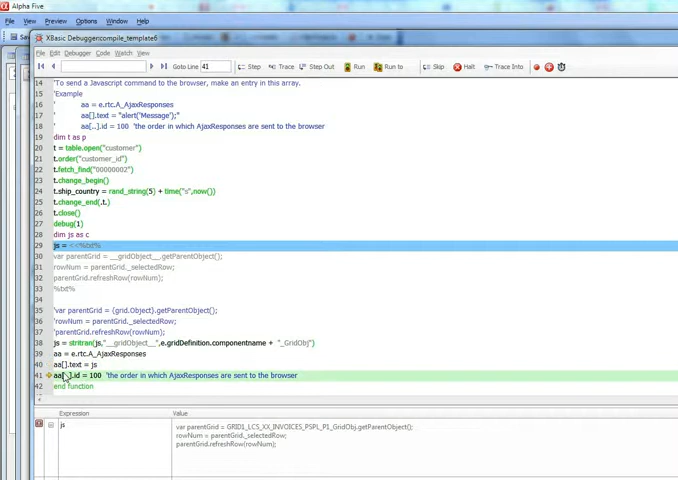 Alpha Five
File View Preview Options Window Help
XBasic Debugger:compile_template6
File Edit Debugger Code Watch View
Goto Line 41 Step Trace Step Out Run Run to Skip Halt Trace Into
14 'To send a Javascript command to the browser, make an entry in this array.
15 'Example
16 ' aa = e.rtc.A_AjaxResponses
17 ' aa[].text = "alert('Message');"
18 ' aa[..].id = 100 'the order in which AjaxResponses are sent to the browser
19 dim t as p
20 t = table.open("customer")
21 t.order("customer_id")
22 t.fetch_find("00000002")
23 t.change_begin()
24 t.ship_country = rand_string(5) + time("s",now())
25 t.change_end(.t.)
26 t.close()
27 debug(1)
28 dim js as c
29 js = <<%txt%
30 var parentGrid = __gridObject__.getParentObject();
31 rowNum = parentGrid._selectedRow;
32 parentGrid.refreshRow(rowNum);
33 %txt%
34
35 'var parentGrid = {grid.Object}.getParentObject();
36 'rowNum = parentGrid._selectedRow;
37 'parentGrid.refreshRow(rowNum);
38 js = stritran(js,"__gridObject__",e.gridDefinition.componentname + "_GridObj")
39 aa = e.rtc.A_AjaxResponses
40 aa[].text = js
41 aa[..].id = 100 'the order in which AjaxResponses are sent to the browser
42 end function
Expression Value
js var parentGrid = GRID1_LCS_XX_INVOICES_PSPL_P1_GridObj.getParentObject();
rowNum = parentGrid._selectedRow;
parentGrid.refreshRow(rowNum);